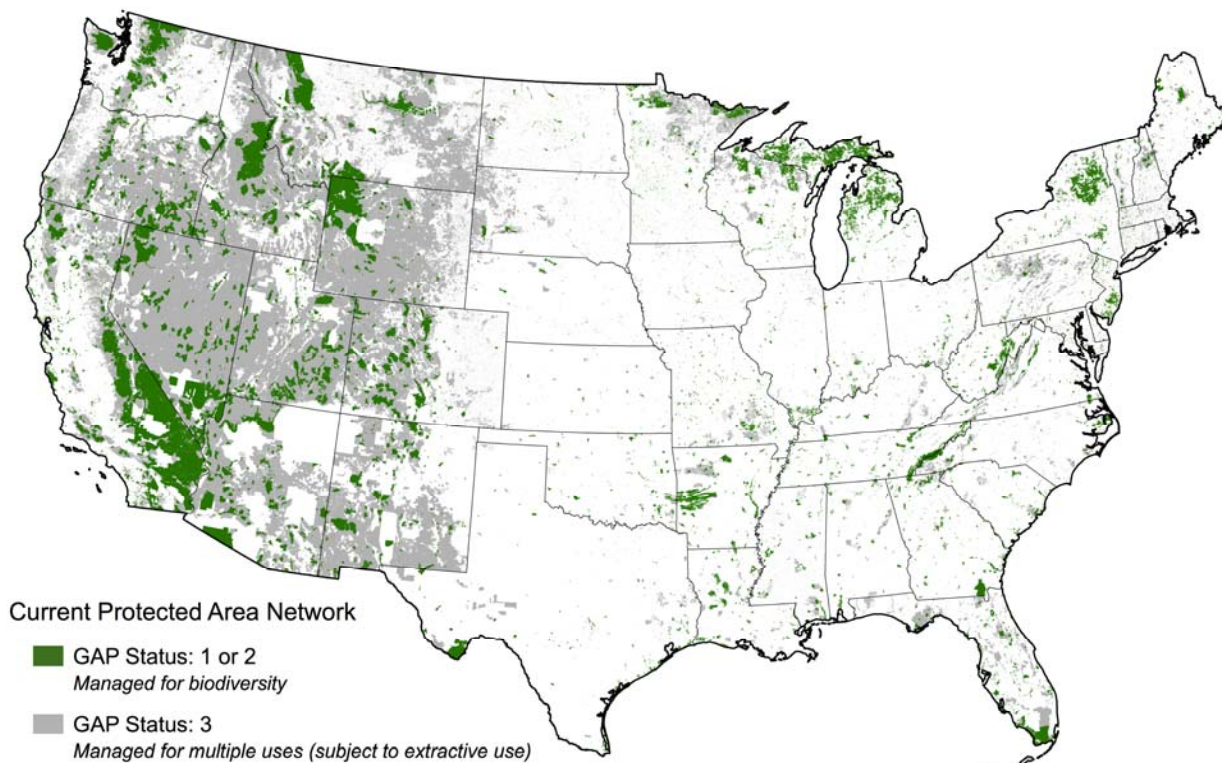 Current Protected Area Network
GAP Status: 1 or 2
Managed for biodiversity
GAP Status: 3
Managed for multiple uses (subject to extractive use)